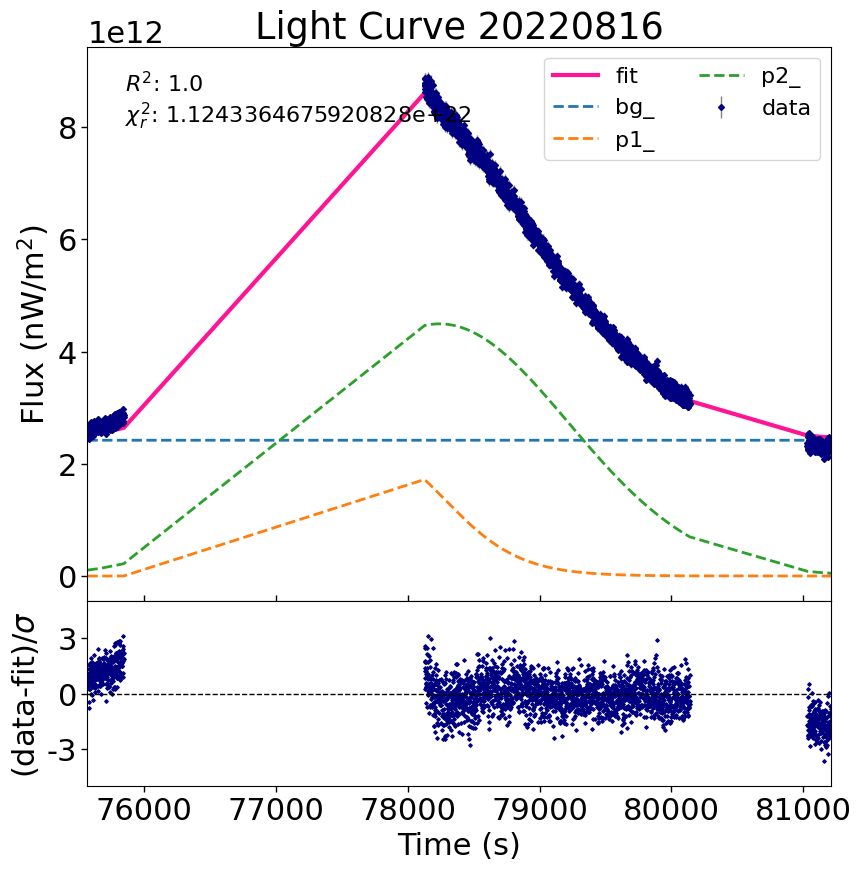 Light Curve 20220816
1e12
R²: 1.0
χ²ᵣ: 1.1243364675920828e+22
fit
bg_
p1_
p2_
data
Flux (nW/m²)
8
6
4
2
0
(data-fit)/σ
3
0
-3
76000 77000 78000 79000 80000 81000
Time (s)